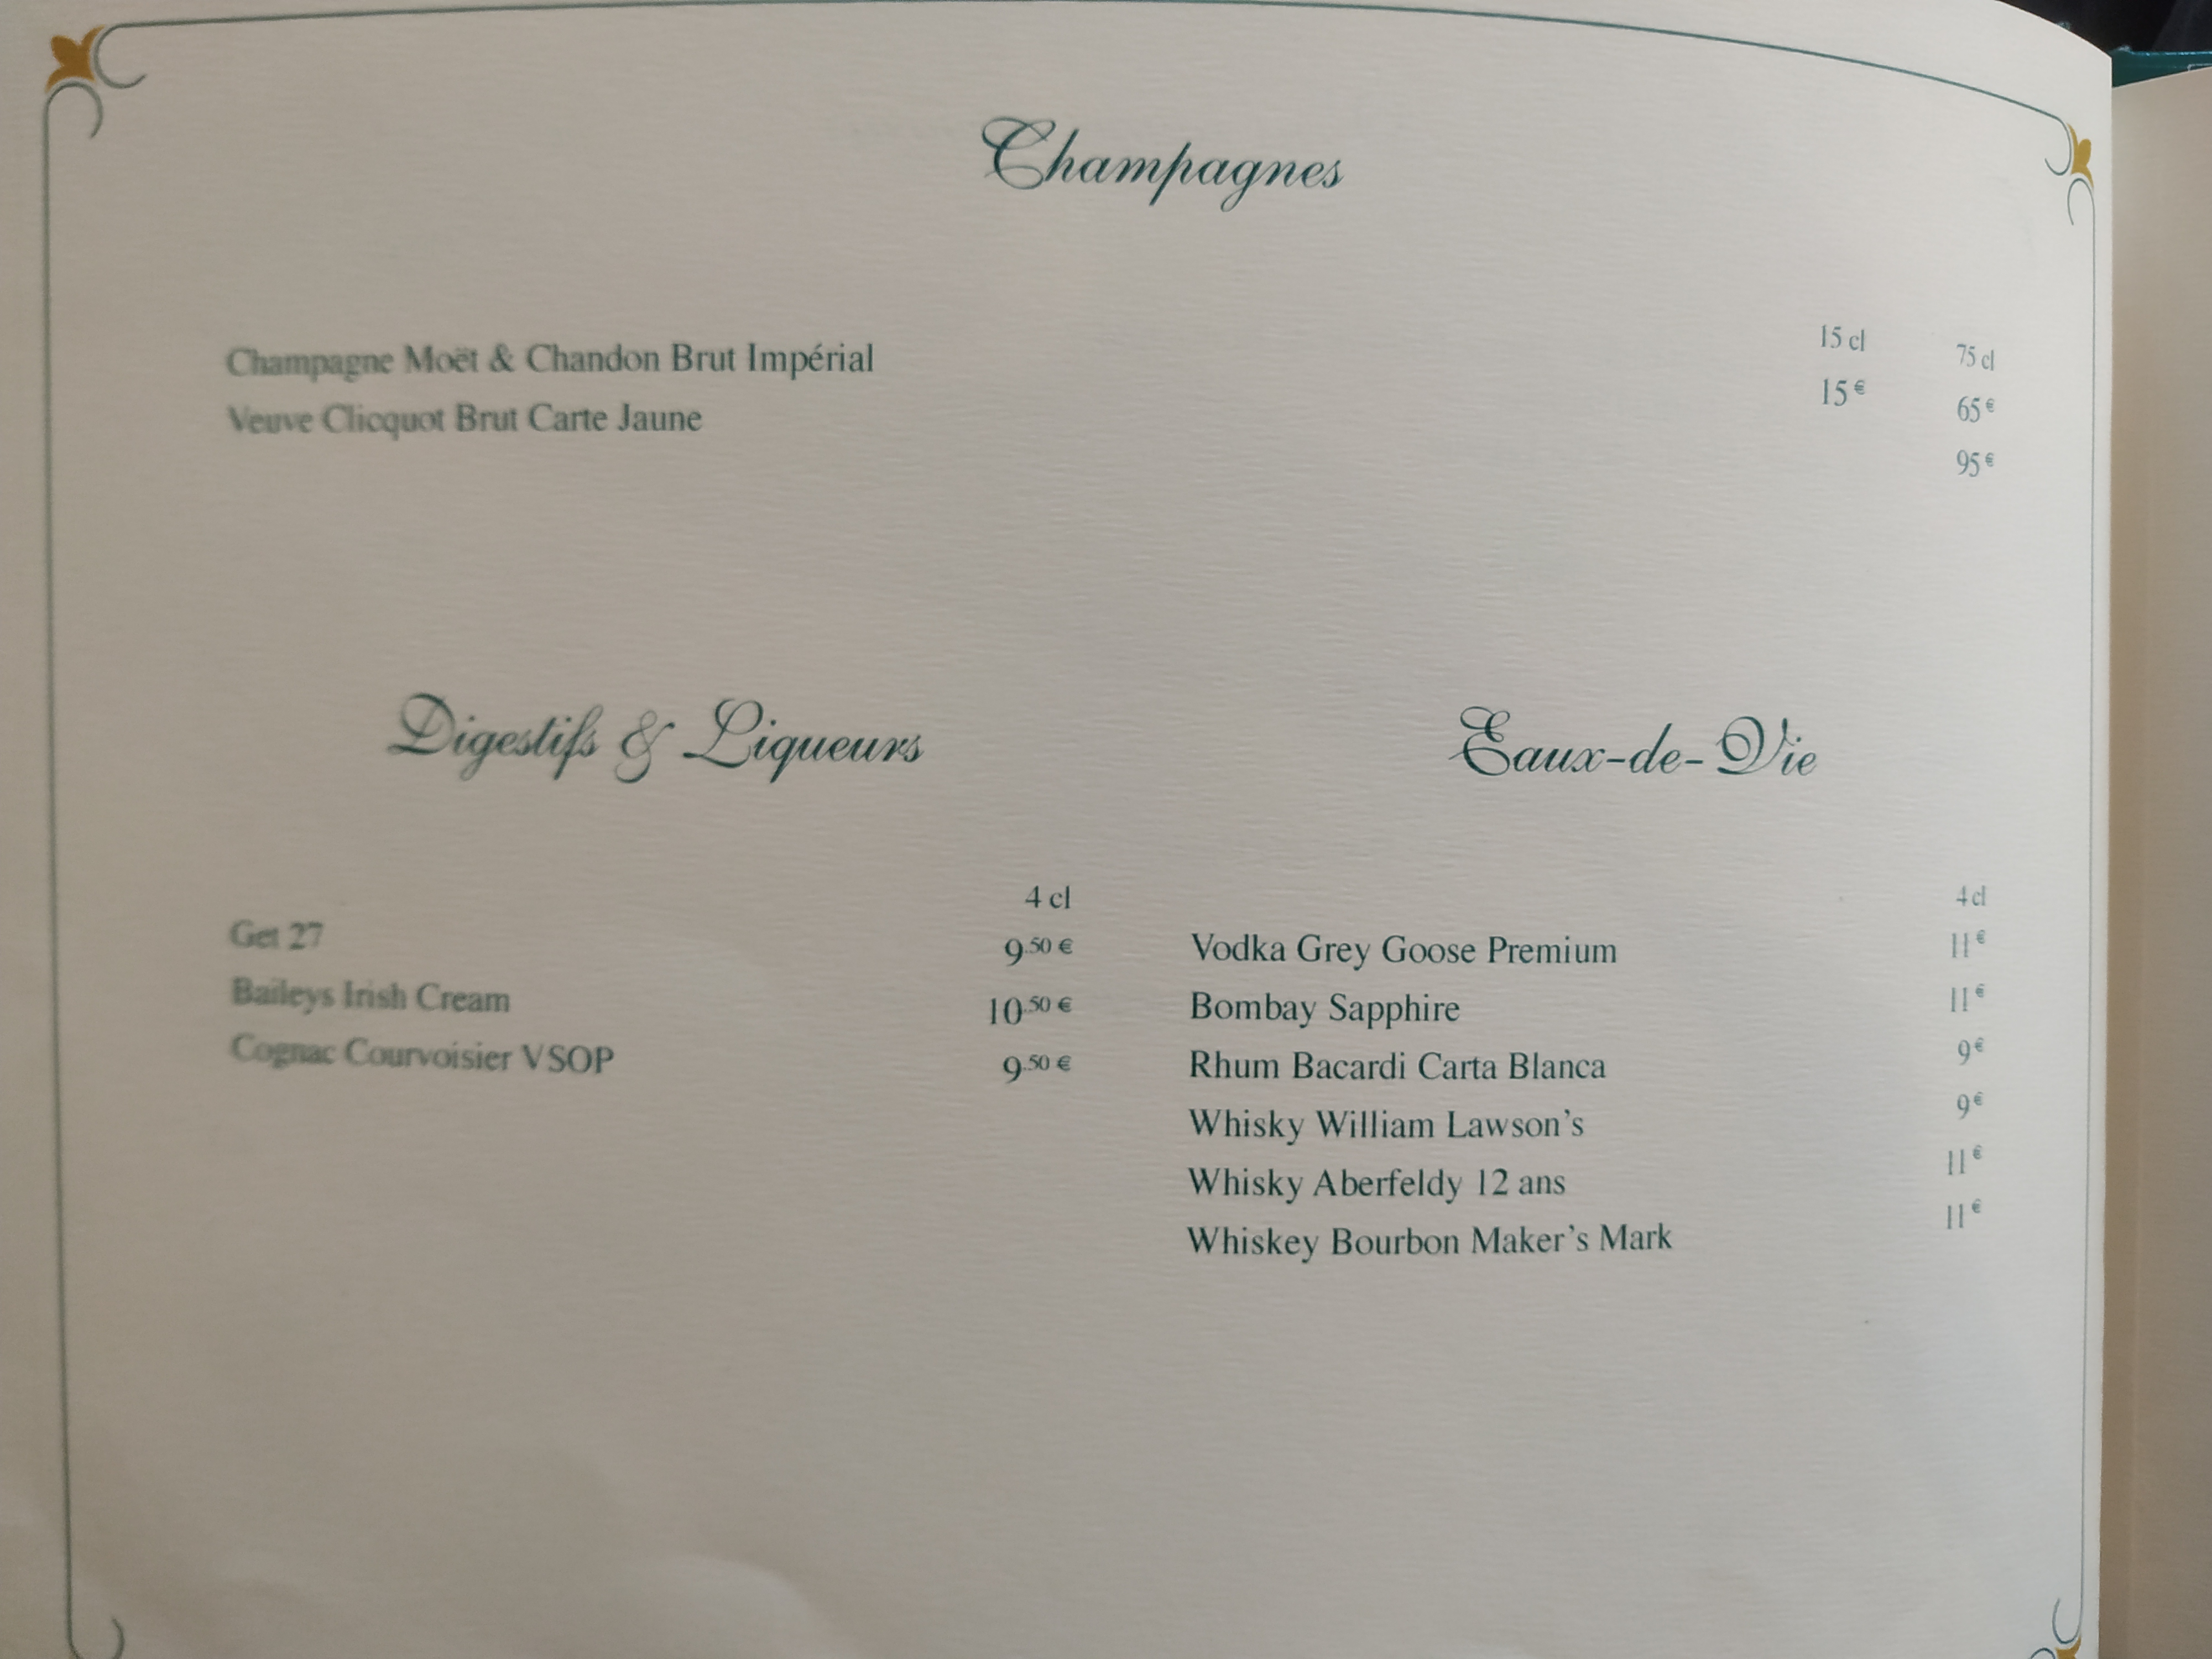 Champagnes
15 cl 75 cl
Champagne Moët & Chandon Brut Impérial 15€ 65€
Veuve Clicquot Brut Carte Jaune 95€
Digestifs & Liqueurs
4 cl
Get 27 9.50 €
Baileys Irish Cream 10.50 €
Cognac Courvoisier VSOP 9.50 €
Eaux-de-Vie
4 cl
Vodka Grey Goose Premium 11€
Bombay Sapphire 11€
Rhum Bacardi Carta Blanca 9€
Whisky William Lawson's 9€
Whisky Aberfeldy 12 ans 11€
Whiskey Bourbon Maker's Mark 11€